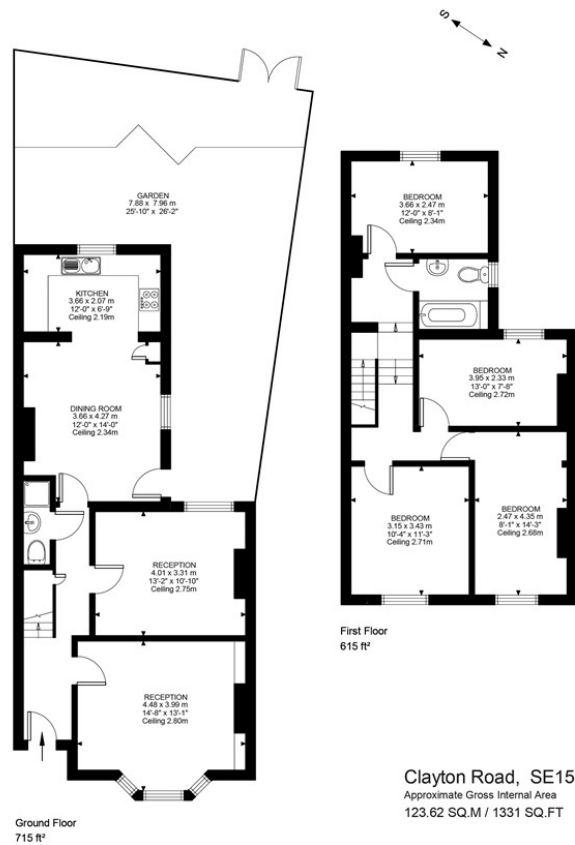 S
N
GARDEN
7.88 x 7.96 m
25'-10" x 26'-2"
KITCHEN
3.66 x 2.07 m
12'-0" x 6'-9"
Ceiling 2.19m
DINING ROOM
3.66 x 4.27 m
12'-0" x 14'-0"
Ceiling 2.34m
RECEPTION
4.01 x 3.31 m
13'-2" x 10'-10"
Ceiling 2.75m
RECEPTION
4.48 x 3.99 m
14'-8" x 13'-1"
Ceiling 2.80m
Ground Floor
715 ft²
BEDROOM
3.66 x 2.47 m
12'-0" x 8'-1"
Ceiling 2.34m
BEDROOM
3.95 x 2.33 m
13'-0" x 7'-8"
Ceiling 2.72m
BEDROOM
3.15 x 3.43 m
10'-4" x 11'-3"
Ceiling 2.71m
BEDROOM
2.47 x 4.35 m
8'-1" x 14'-3"
Ceiling 2.68m
First Floor
615 ft²
Clayton Road, SE15
Approximate Gross Internal Area
123.62 SQ.M / 1331 SQ.FT